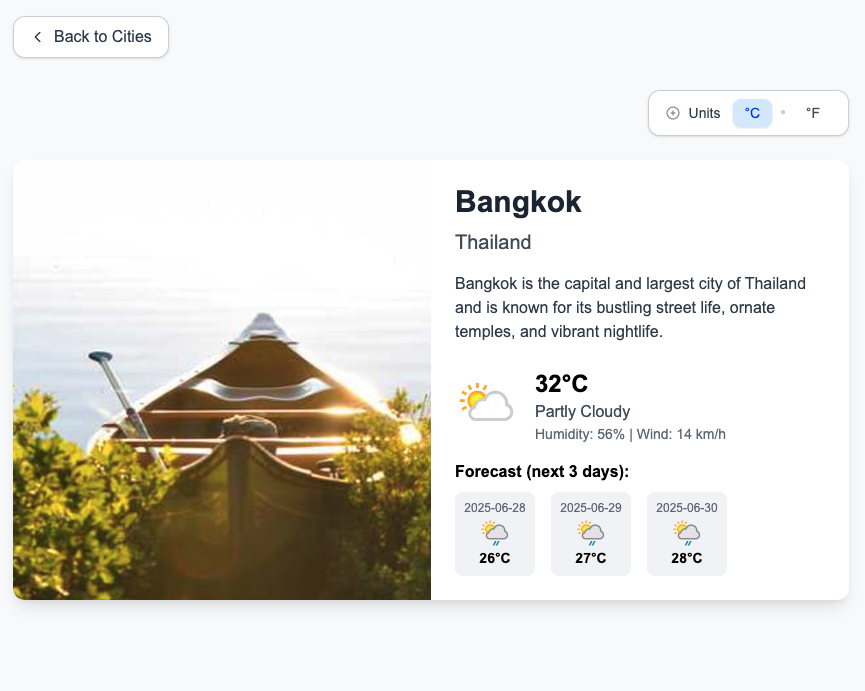 Back to Cities
Units °C • °F
Bangkok
Thailand
Bangkok is the capital and largest city of Thailand
and is known for its bustling street life, ornate
temples, and vibrant nightlife.
32°C
Partly Cloudy
Humidity: 56% | Wind: 14 km/h
Forecast (next 3 days):
2025-06-28 2025-06-29 2025-06-30
26°C 27°C 28°C